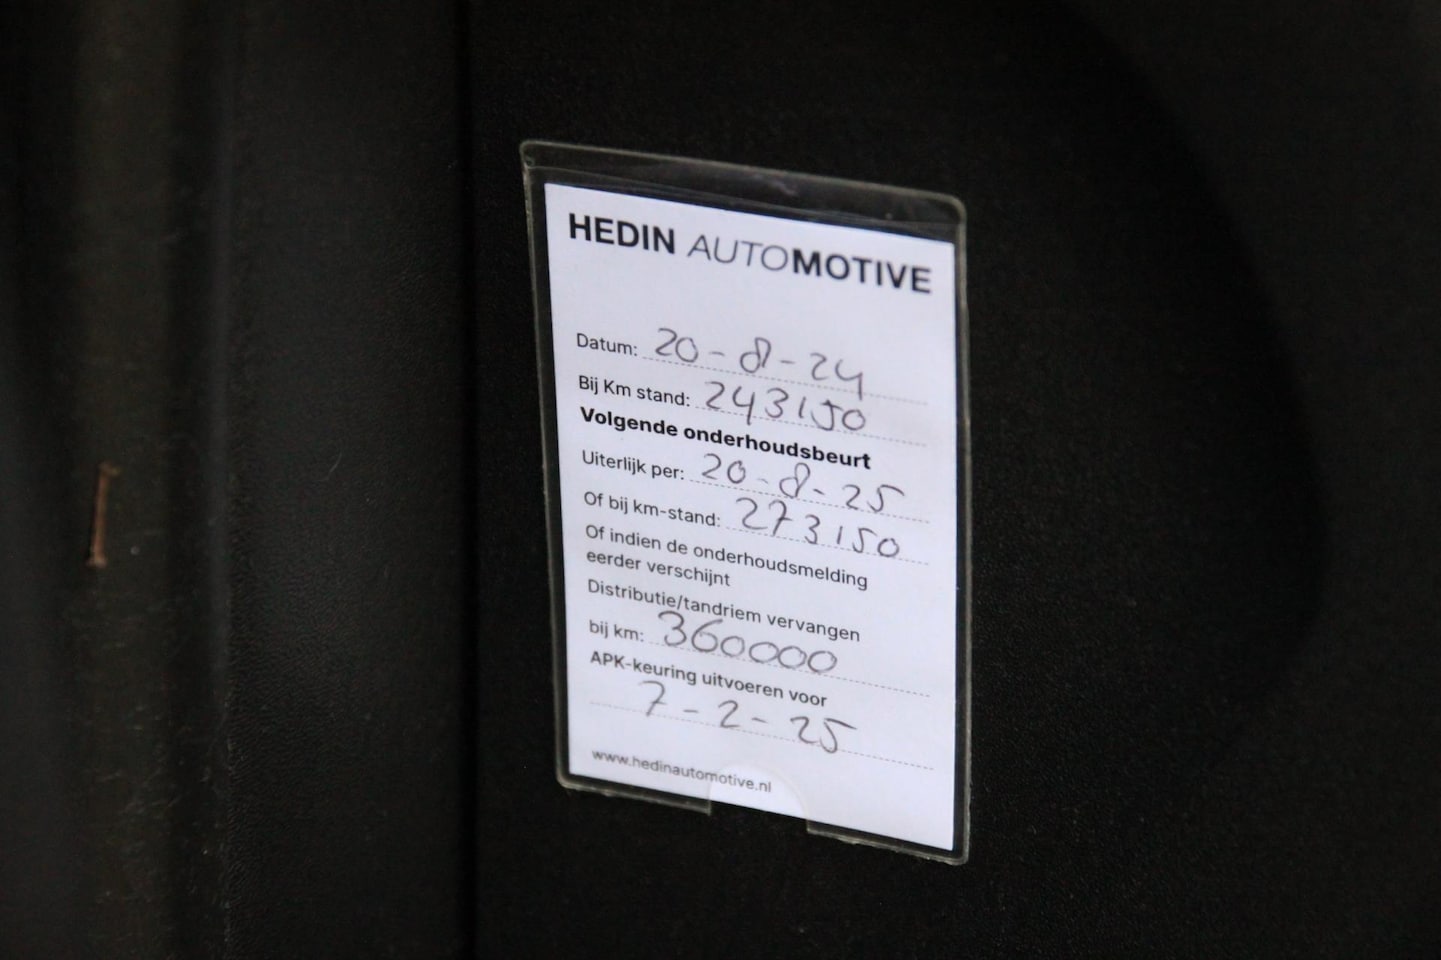 HEDIN AUTOMOTIVE
Datum: 20-8-24
Bij Km stand: 243150
Volgende onderhoudsbeurt
Uiterlijk per: 20-8-25
Of bij km-stand: 273150
Of indien de onderhoudsmelding
eerder verschijnt
Distributie/tandriem vervangen
bij km: 360000
APK-keuring uitvoeren voor
7-2-25
www.hedinautomotive.nl